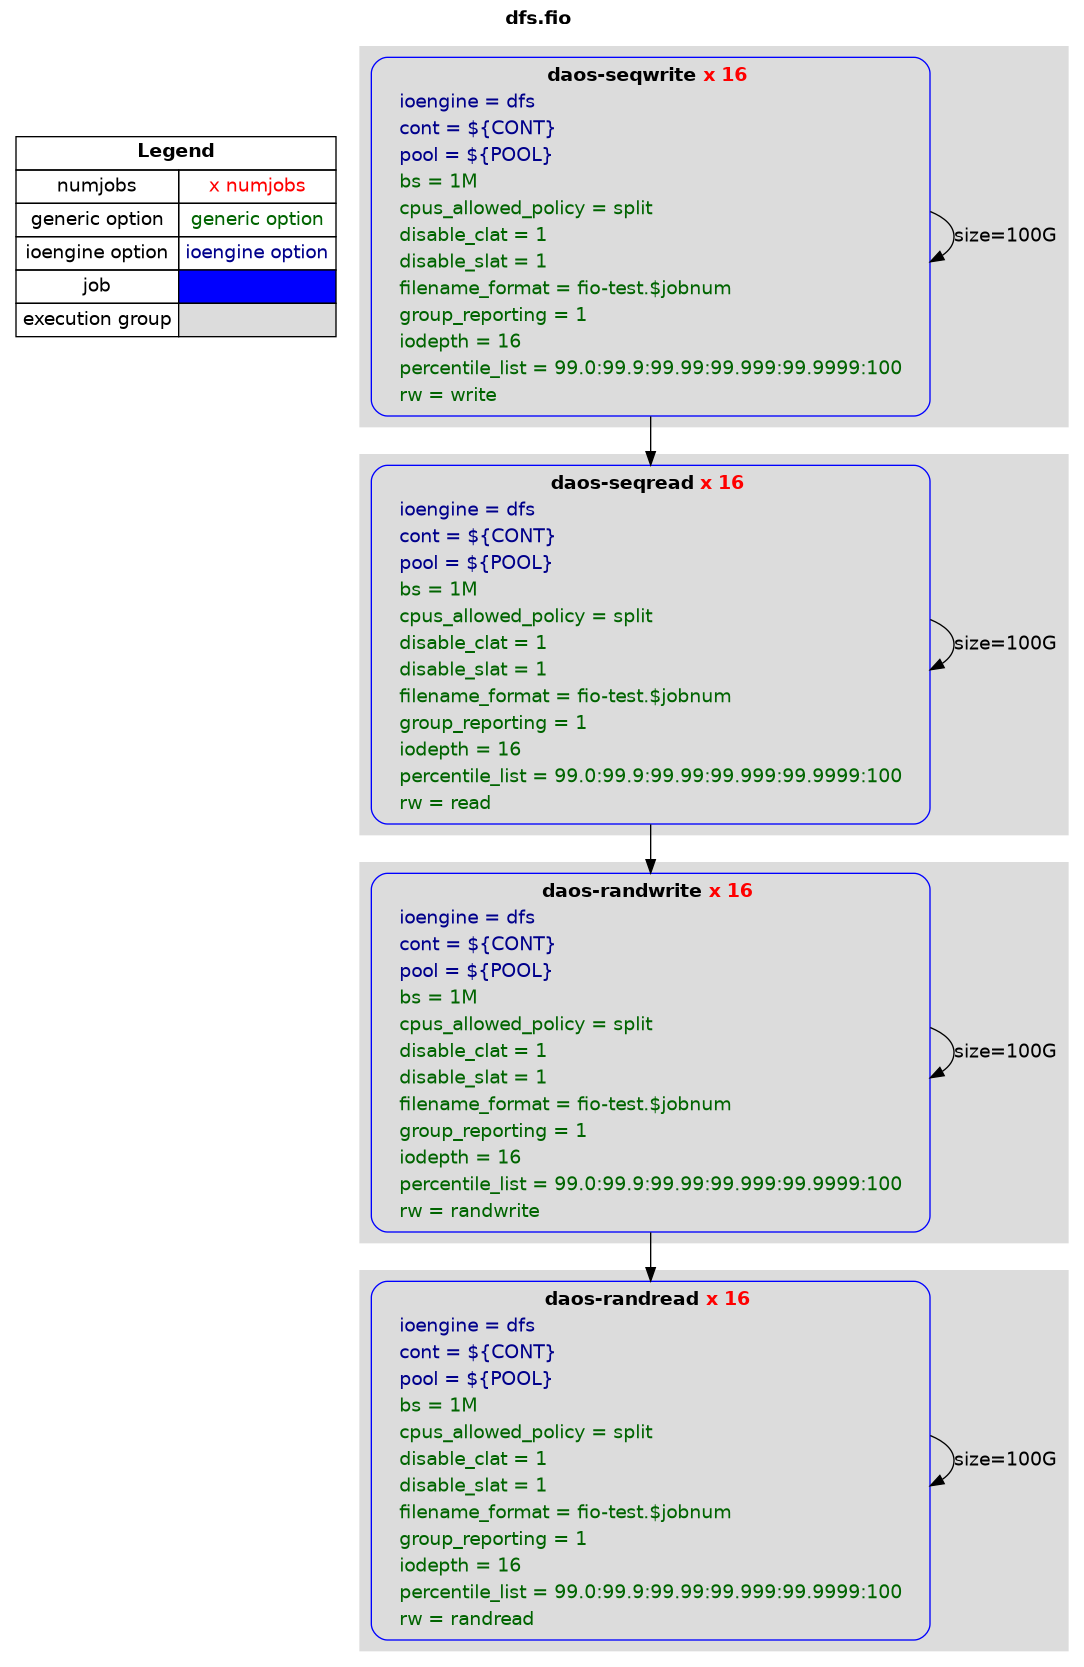 dfs.fio
Legend
numjobs x numjobs
generic option generic option
ioengine option ioengine option
job
execution group
daos-seqwrite x 16
ioengine = dfs
cont = ${CONT}
pool = ${POOL}
bs = 1M
cpus_allowed_policy = split
disable_clat = 1
disable_slat = 1
filename_format = fio-test.$jobnum
group_reporting = 1
iodepth = 16
percentile_list = 99.0:99.9:99.99:99.999:99.9999:100
rw = write
size=100G
daos-seqread x 16
ioengine = dfs
cont = ${CONT}
pool = ${POOL}
bs = 1M
cpus_allowed_policy = split
disable_clat = 1
disable_slat = 1
filename_format = fio-test.$jobnum
group_reporting = 1
iodepth = 16
percentile_list = 99.0:99.9:99.99:99.999:99.9999:100
rw = read
size=100G
daos-randwrite x 16
ioengine = dfs
cont = ${CONT}
pool = ${POOL}
bs = 1M
cpus_allowed_policy = split
disable_clat = 1
disable_slat = 1
filename_format = fio-test.$jobnum
group_reporting = 1
iodepth = 16
percentile_list = 99.0:99.9:99.99:99.999:99.9999:100
rw = randwrite
size=100G
daos-randread x 16
ioengine = dfs
cont = ${CONT}
pool = ${POOL}
bs = 1M
cpus_allowed_policy = split
disable_clat = 1
disable_slat = 1
filename_format = fio-test.$jobnum
group_reporting = 1
iodepth = 16
percentile_list = 99.0:99.9:99.99:99.999:99.9999:100
rw = randread
size=100G